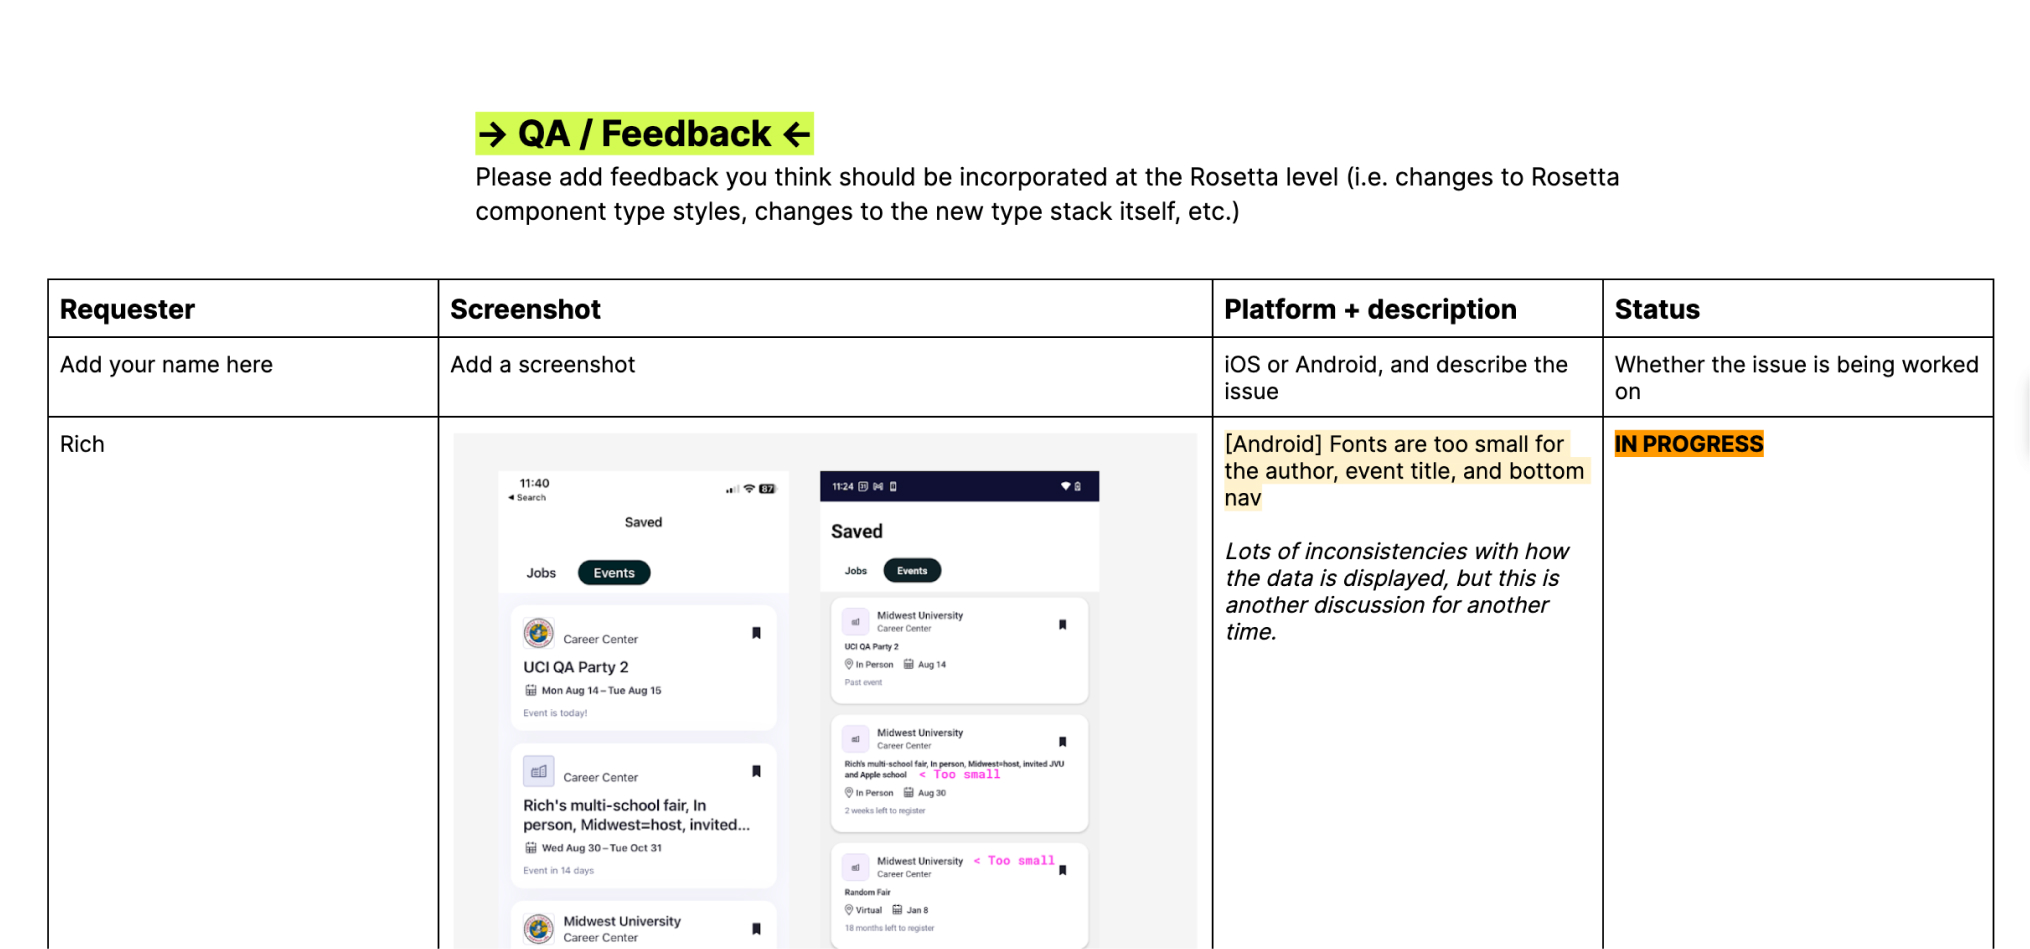 → QA / Feedback ←
Please add feedback you think should be incorporated at the Rosetta level (i.e. changes to Rosetta
component type styles, changes to the new type stack itself, etc.)
Requester
Screenshot
Platform + description
Status
Add your name here
Add a screenshot
iOS or Android, and describe the
issue
Whether the issue is being worked
on
Rich
11:40
◄ Search
87
Saved
Jobs
Events
Career Center
UCI QA Party 2
Mon Aug 14 – Tue Aug 15
Event is today!
Career Center
Rich's multi-school fair, In
person, Midwest=host, invited...
Wed Aug 30 – Tue Oct 31
Event in 14 days
Midwest University
Career Center
11:24
Saved
Jobs
Events
Midwest University
Career Center
UCI QA Party 2
In Person Aug 14
Past event
Midwest University
Career Center
Rich's multi-school fair, In person, Midwest=host, invited JVU
and Apple school < Too small
In Person Aug 30
2 weeks left to register
Midwest University < Too small
Career Center
Random Fair
Virtual Jan 8
18 months left to register
[Android] Fonts are too small for
the author, event title, and bottom
nav
Lots of inconsistencies with how
the data is displayed, but this is
another discussion for another
time.
IN PROGRESS